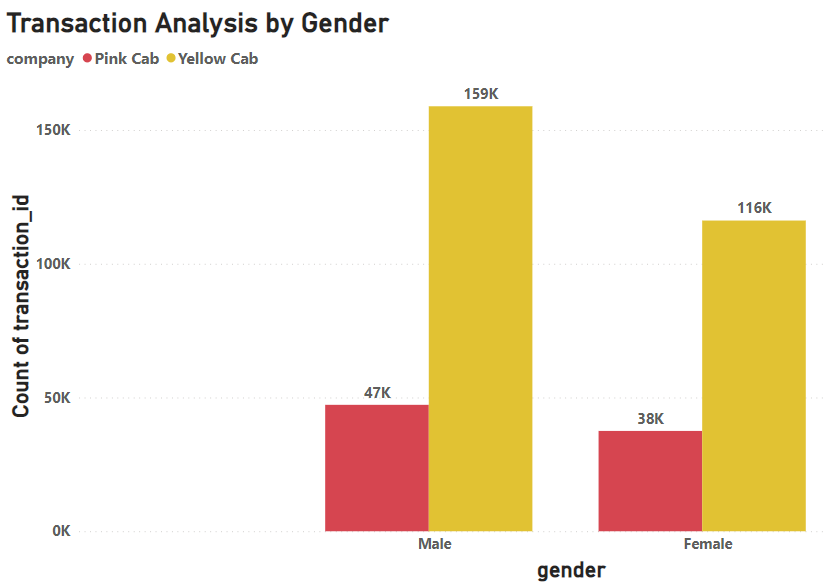 Transaction Analysis by Gender
company Pink Cab Yellow Cab
159K
150K
116K
100K
Count of transaction_id
50K
47K
38K
0K
Male Female
gender